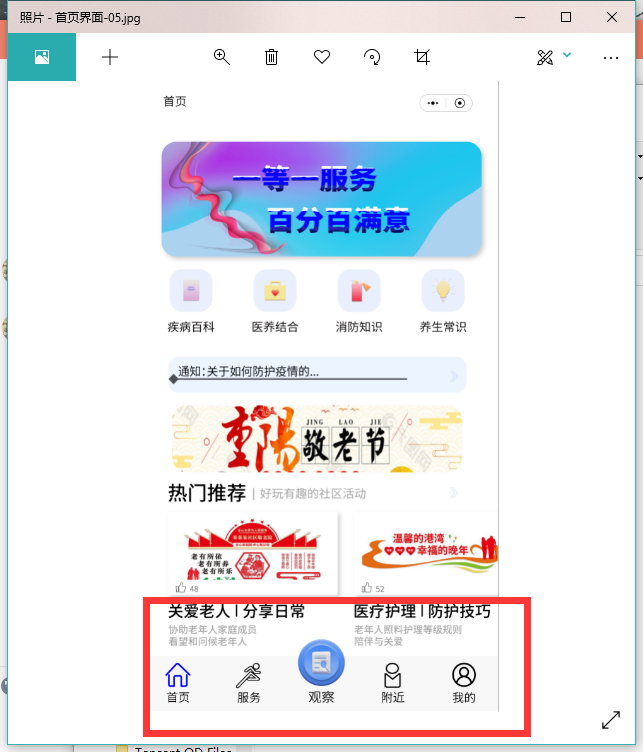 照片 - 首页界面-05.jpg
首页
一等一服务
百分百满意
疾病百科
医养结合
消防知识
养生常识
通知:关于如何防护疫情的...
JING LAO JIE
重陽 敬老节
热门推荐 | 好玩有趣的社区活动
老有所依
老有所养
老有所乐
温馨的港湾
幸福的晚年
48
52
关爱老人 | 分享日常
医疗护理 | 防护技巧
协助老年人家庭成员
看望和问候老年人
老年人照料护理等级规则
陪伴与关爱
首页
服务
观察
附近
我的